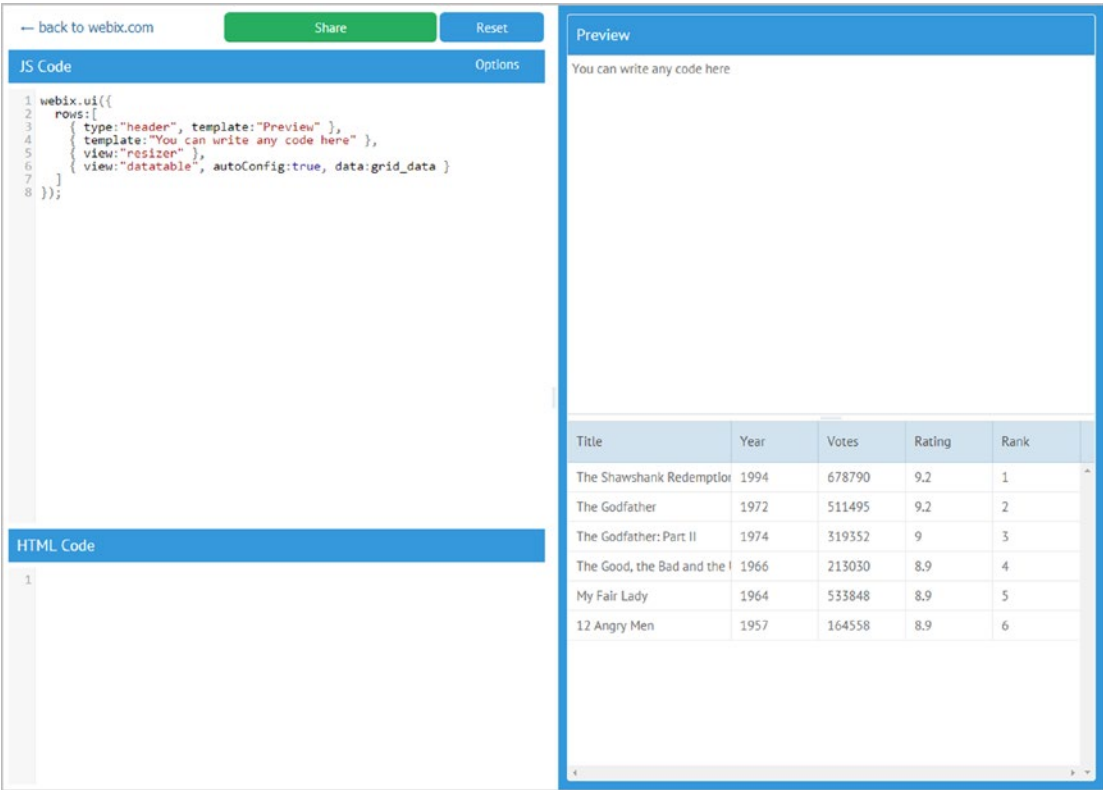 ← back to webix.com
Share
Reset
JS Code
Options
1 webix.ui({
2   rows:[
3     { type:"header", template:"Preview" },
4     { template:"You can write any code here" },
5     { view:"resizer" },
6     { view:"datatable", autoConfig:true, data:grid_data }
7   ]
8 });
HTML Code
1
Preview
You can write any code here
Title Year Votes Rating Rank
The Shawshank Redemption 1994 678790 9.2 1
The Godfather 1972 511495 9.2 2
The Godfather: Part II 1974 319352 9 3
The Good, the Bad and the 1966 213030 8.9 4
My Fair Lady 1964 533848 8.9 5
12 Angry Men 1957 164558 8.9 6